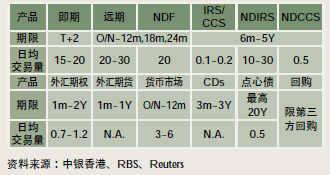 产品 即期 远期 NDF IRS/CCS NDIRS NDCCS
期限 T+2 O/N-12m,18m,24m 6m-5Y
日均交易量 15-20 20-30 20 0.1-0.2 10-30 0.5
产品 外汇期权 外汇期货 货币市场 CDs 点心债 回购
期限 1m-2Y 1m-1Y O/N-12m 3m-3Y 最高20Y 限第三方回购
日均交易量 0.7-1.2 N.A. 3-6 N.A. 0.5
资料来源：中银香港、RBS、Reuters